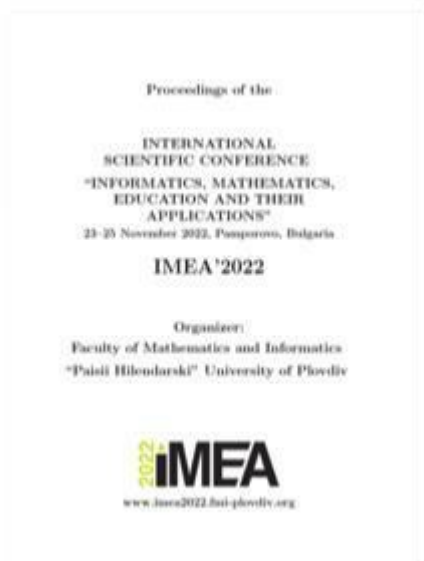 Proceedings of the
INTERNATIONAL
SCIENTIFIC CONFERENCE
"INFORMATICS, MATHEMATICS,
EDUCATION AND THEIR
APPLICATIONS"
23–25 November 2022, Pamporovo, Bulgaria
IMEA'2022
Organizer:
Faculty of Mathematics and Informatics
"Paisii Hilendarski" University of Plovdiv
2022 iMEA
www.imea2022.fmi-plovdiv.org